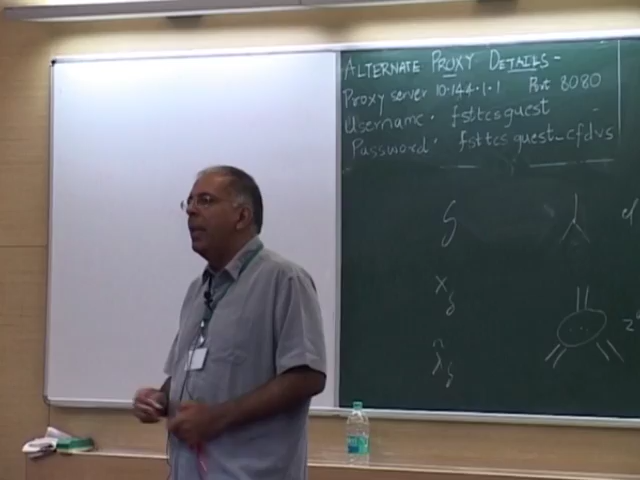 ALTERNATE PROXY DETAILS -
Proxy server 10.144.1.1 Port 8080
Username. fsttcsguest -
Password. fsttcsguest_cfdvs